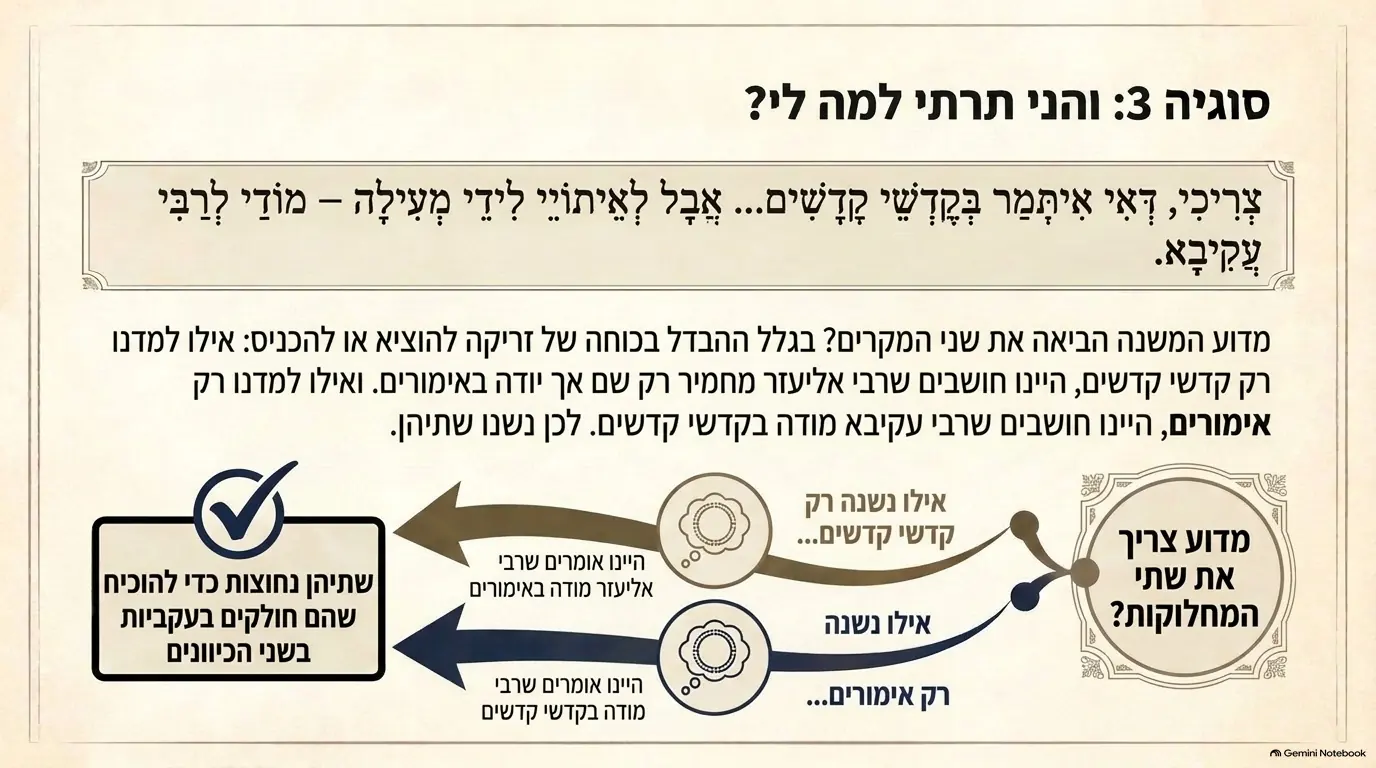 סוגיה 3: והני תרתי למה לי?
צְרִיכִי, דְּאִי אִיתְּמַר בְּקׇדְשֵׁי קָדָשִׁים... אֲבָל לְאֵיתוֹיֵי לִידֵי מְעִילָה – מוֹדַי לְרַבִּי
עֲקִיבָא.
מדוע המשנה הביאה את שני המקרים? בגלל ההבדל בכוחה של זריקה להוציא או להכניס: אילו למדנו
רק קדשי קדשים, היינו חושבים שרבי אליעזר מחמיר רק שם אך יודה באימורים. ואילו למדנו רק
אימורים, היינו חושבים שרבי עקיבא מודה בקדשי קדשים. לכן נשנו שתיהן.
מדוע צריך
את שתי
המחלוקות?
אילו נשנה רק
קדשי קדשים...
היינו אומרים שרבי
אליעזר מודה באימורים
אילו נשנה
רק אימורים...
היינו אומרים שרבי
מודה בקדשי קדשים
שתיהן נחוצות כדי להוכיח
שהם חולקים בעקביות
בשני הכיוונים
Gemini Notebook